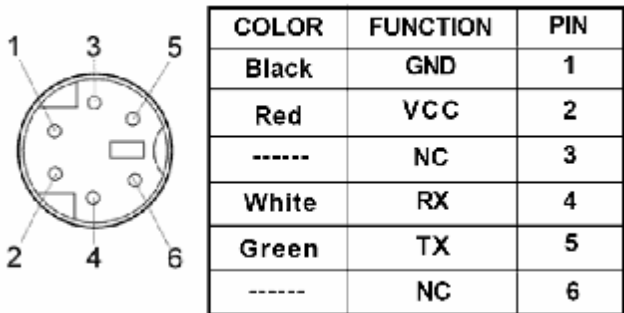 1 3 5
2 4 6
COLOR FUNCTION PIN
Black GND 1
Red VCC 2
------ NC 3
White RX 4
Green TX 5
------ NC 6